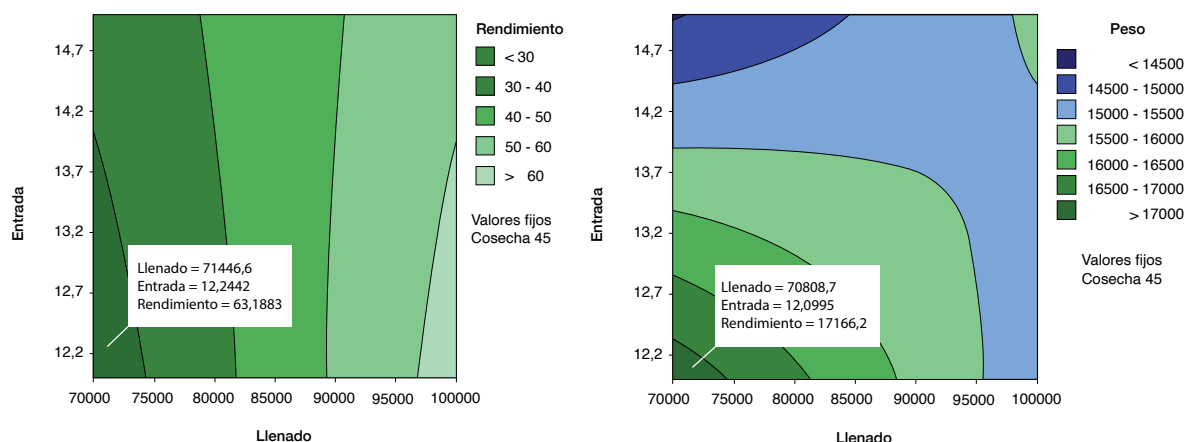 Entrada
14,7
14,2
13,7
13,2
12,7
12,2
Llenado = 71446,6
Entrada = 12,2442
Rendimiento = 63,1883
70000
75000
80000
85000
90000
95000
100000
Llenado
Rendimiento
< 30
30 - 40
40 - 50
50 - 60
> 60
Valores fijos
Cosecha 45
Entrada
14,7
14,2
13,7
13,2
12,7
12,2
Llenado = 70808,7
Entrada = 12,0995
Rendimiento = 17166,2
70000
75000
80000
85000
90000
95000
100000
Llenado
Peso
< 14500
14500 - 15000
15000 - 15500
15500 - 16000
16000 - 16500
16500 - 17000
> 17000
Valores fijos
Cosecha 45